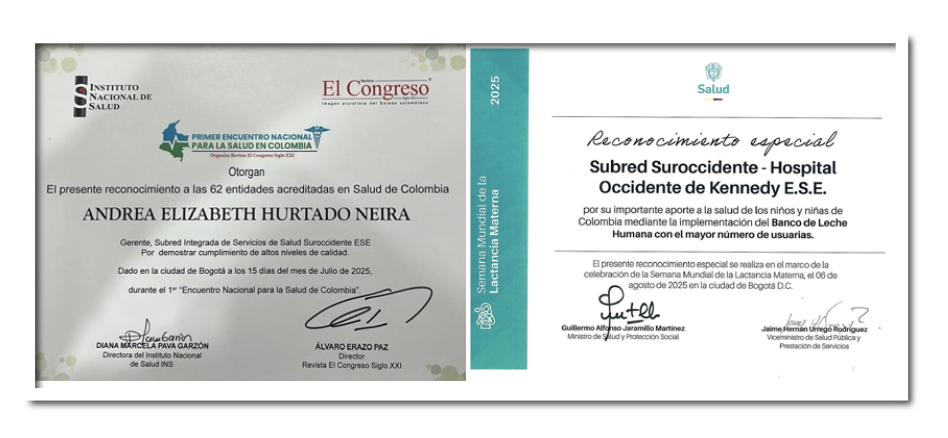 INSTITUTO
NACIONAL DE
SALUD
Revista
El Congreso
Imagen pluralista del Estado colombiano
PRIMER ENCUENTRO NACIONAL
PARA LA SALUD EN COLOMBIA
Organiza Revista El Congreso Siglo XXI
Otorgan
El presente reconocimiento a las 62 entidades acreditadas en Salud de Colombia
ANDREA ELIZABETH HURTADO NEIRA
Gerente, Subred Integrada de Servicios de Salud Suroccidente ESE
Por demostrar cumplimiento de altos niveles de calidad.
Dado en la ciudad de Bogotá a los 15 días del mes de Julio de 2025,
durante el 1er "Encuentro Nacional para la Salud de Colombia".
DIANA MARCELA PAVA GARZÓN
Directora del Instituto Nacional
de Salud INS
ÁLVARO ERAZO PAZ
Director
Revista El Congreso Siglo XXI
2025
Semana Mundial de la
Lactancia Materna
Salud
Reconocimiento especial
Subred Suroccidente - Hospital
Occidente de Kennedy E.S.E.
por su importante aporte a la salud de los niños y niñas de
Colombia mediante la implementación del Banco de Leche
Humana con el mayor número de usuarias.
El presente reconocimiento especial se realiza en el marco de la
celebración de la Semana Mundial de la Lactancia Materna, el 06 de
agosto de 2025 en la ciudad de Bogotá D.C.
Guillermo Alfonso Jaramillo Martínez
Ministro de Salud y Protección Social
Jaime Hernán Urrego Rodríguez
Viceministro de Salud Pública y
Prestación de Servicios